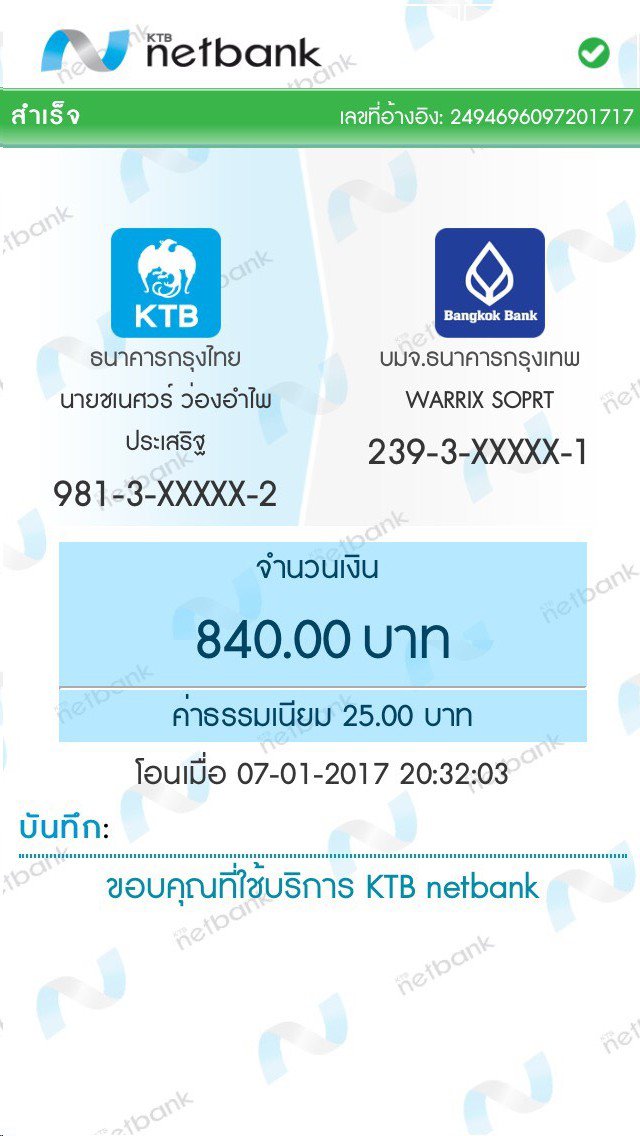 KTB
netbank
สำเร็จ
เลขที่อ้างอิง: 2494696097201717
KTB
ธนาคารกรุงไทย
นายชเนศวร์ ว่องอำไพ
ประเสริฐ
981-3-XXXXX-2
Bangkok Bank
บมจ.ธนาคารกรุงเทพ
WARRIX SOPRT
239-3-XXXXX-1
จำนวนเงิน
840.00 บาท
ค่าธรรมเนียม 25.00 บาท
โอนเมื่อ 07-01-2017 20:32:03
บันทึก:
ขอบคุณที่ใช้บริการ KTB netbank